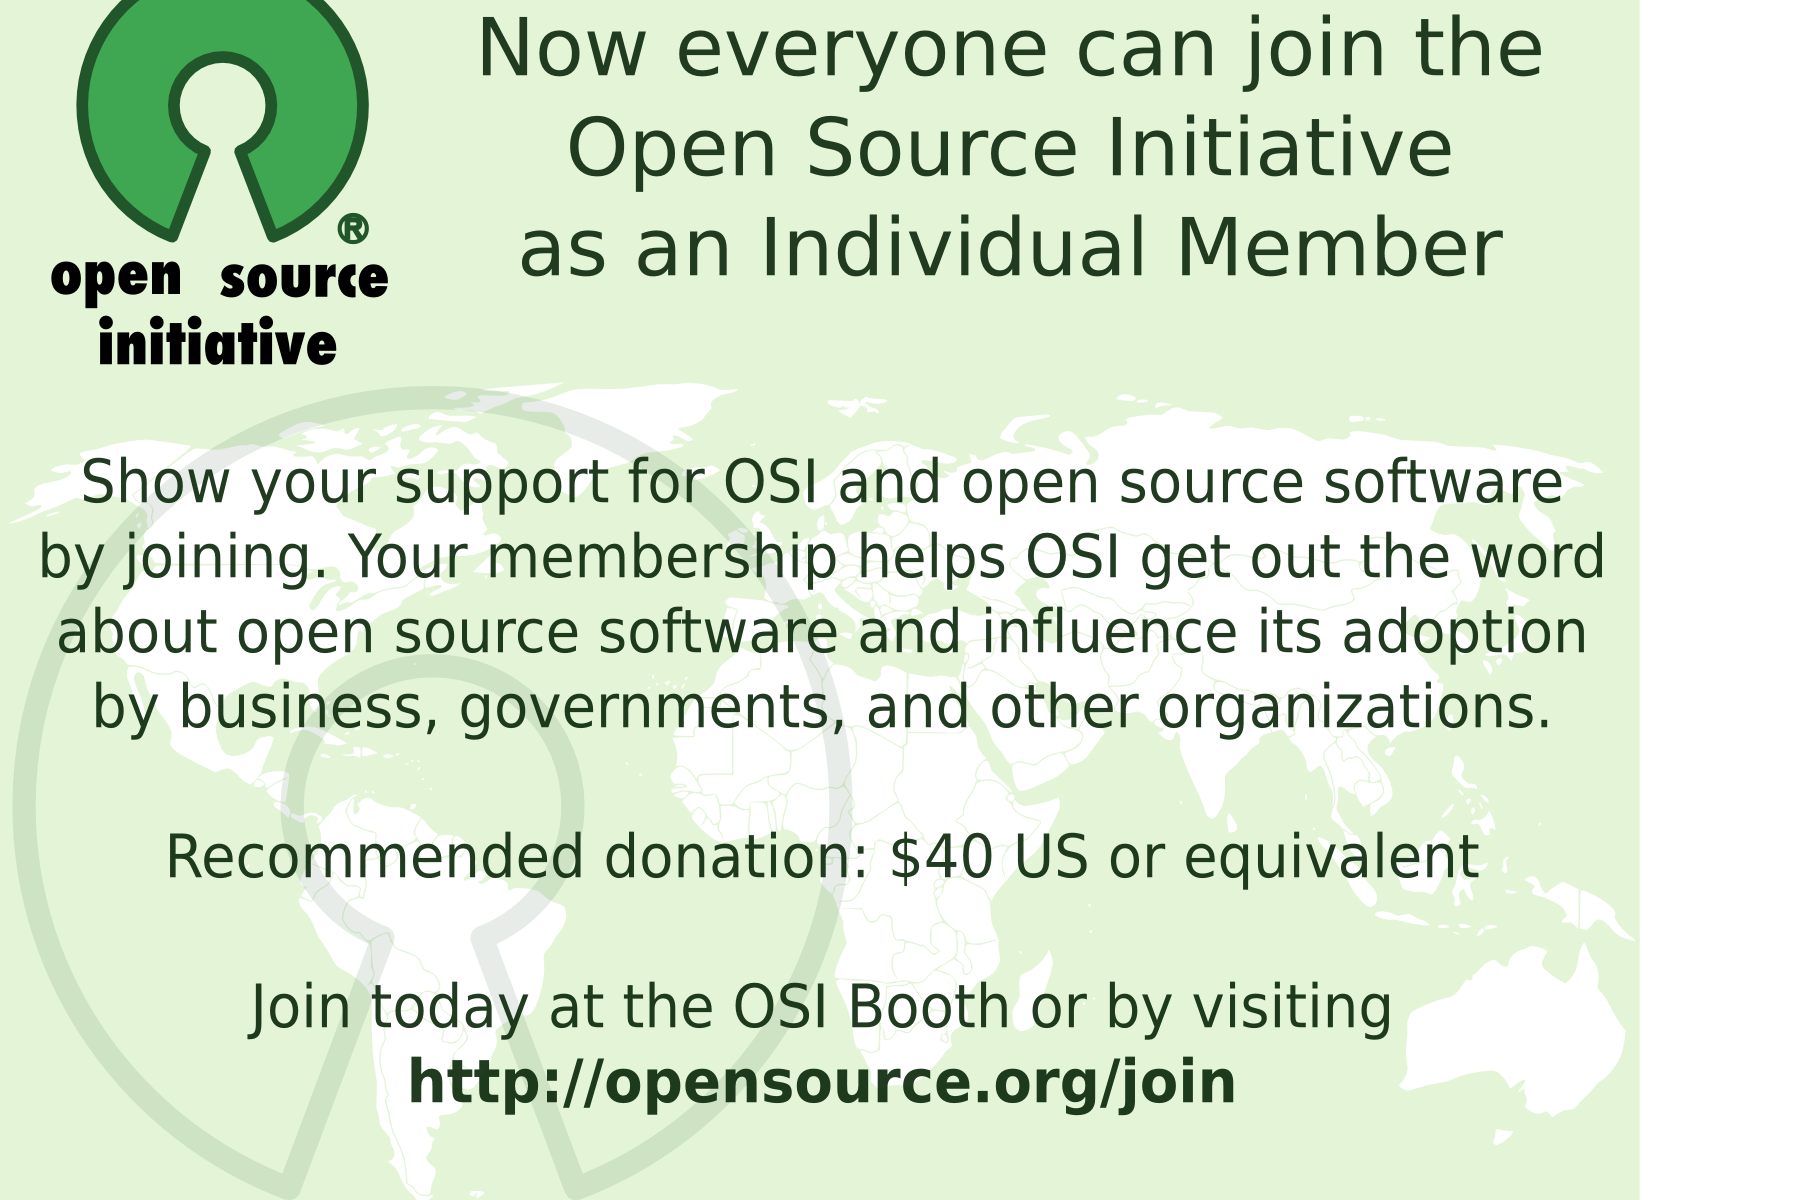 Now everyone can join the
Open Source Initiative
as an Individual Member
®
open source
initiative
Show your support for OSI and open source software
by joining. Your membership helps OSI get out the word
about open source software and influence its adoption
by business, governments, and other organizations.
Recommended donation: $40 US or equivalent
Join today at the OSI Booth or by visiting
http://opensource.org/join